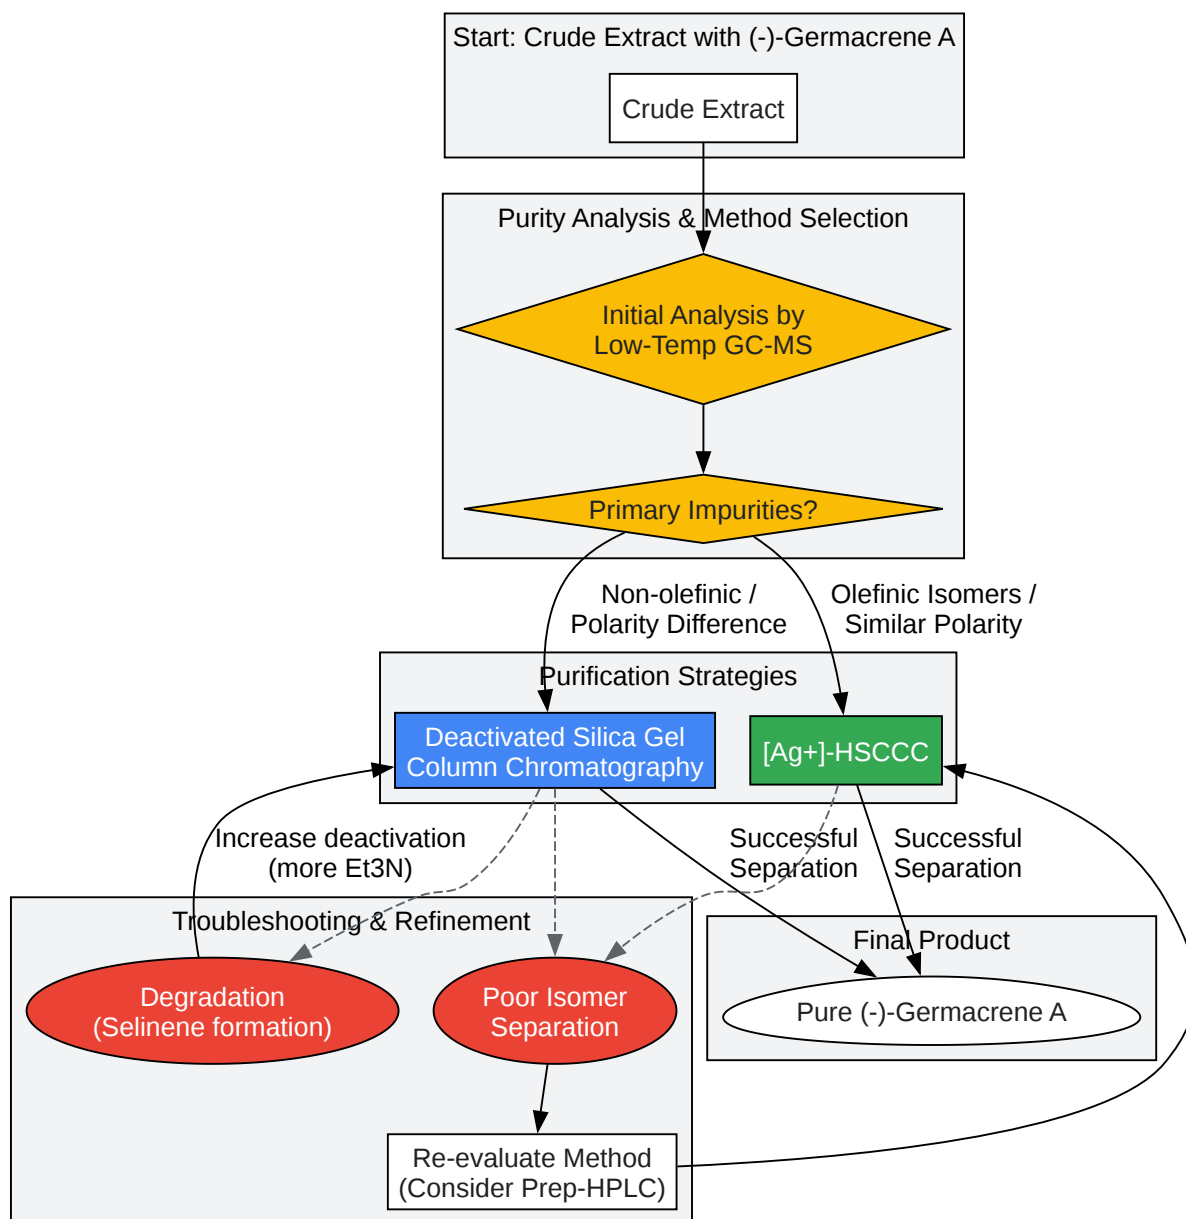 Start: Crude Extract with (-)-Germacrene A
Crude Extract
Purity Analysis & Method Selection
Initial Analysis by
Low-Temp GC-MS
Primary Impurities?
Non-olefinic /
Polarity Difference
Olefinic Isomers /
Similar Polarity
Purification Strategies
Deactivated Silica Gel
Column Chromatography
[Ag+]-HSCCC
Increase deactivation
(more Et3N)
Successful
Separation
Successful
Separation
Troubleshooting & Refinement
Final Product
Degradation
(Selinene formation)
Poor Isomer
Separation
Pure (-)-Germacrene A
Re-evaluate Method
(Consider Prep-HPLC)